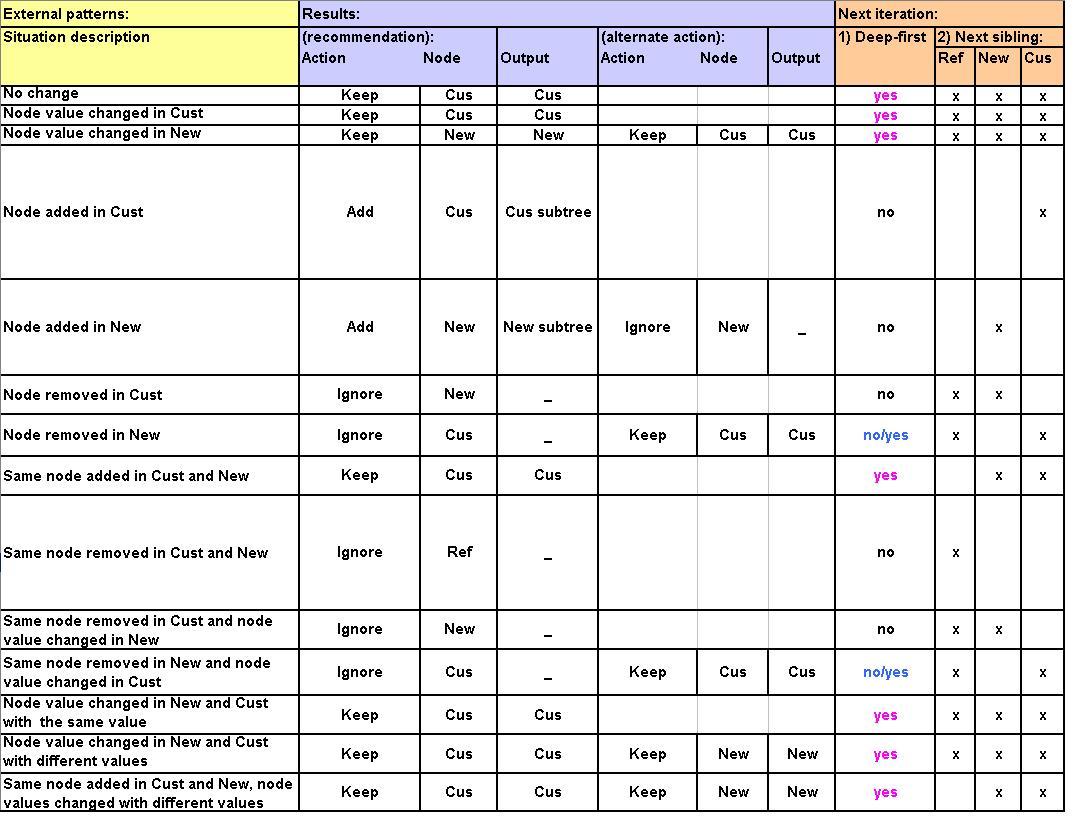 External patterns: Results: Next iteration:
Situation description (recommendation): (alternate action): 1) Deep-first 2) Next sibling:
Action Node Output Action Node Output Ref New Cus
No change Keep Cus Cus yes x x x
Node value changed in Cust Keep Cus Cus yes x x x
Node value changed in New Keep New New Keep Cus Cus yes x x x
Node added in Cust Add Cus Cus subtree no x
Node added in New Add New New subtree Ignore New _ no x
Node removed in Cust Ignore New _ no x x
Node removed in New Ignore Cus _ Keep Cus Cus no/yes x x
Same node added in Cust and New Keep Cus Cus yes x x
Same node removed in Cust and New Ignore Ref _ no x
Same node removed in Cust and node
value changed in New Ignore New _ no x x
Same node removed in New and node
value changed in Cust Ignore Cus _ Keep Cus Cus no/yes x x
Node value changed in New and Cust
with the same value Keep Cus Cus yes x x x
Node value changed in New and Cust
with different values Keep Cus Cus Keep New New yes x x x
Same node added in Cust and New, node
values changed with different values Keep Cus Cus Keep New New yes x x